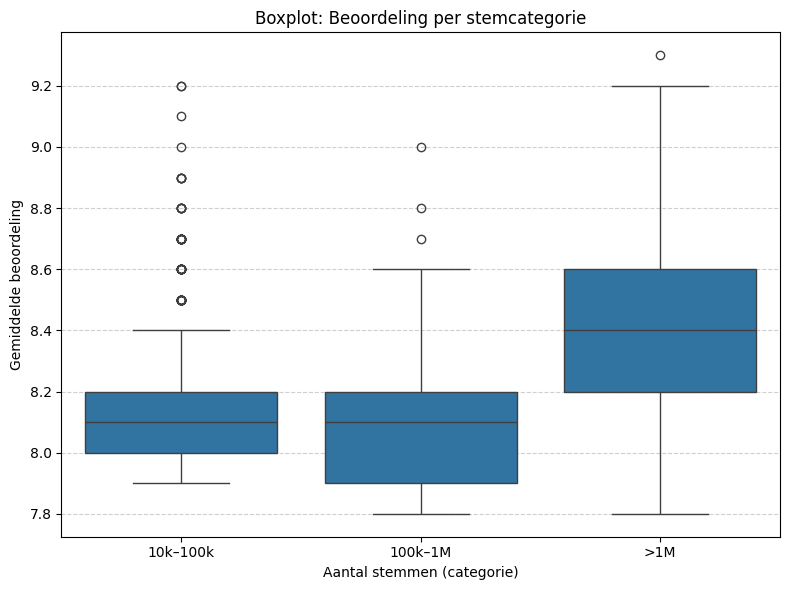 Boxplot: Beoordeling per stemcategorie
Gemiddelde beoordeling
9.2
9.0
8.8
8.6
8.4
8.2
8.0
7.8
10k–100k
100k–1M
>1M
Aantal stemmen (categorie)